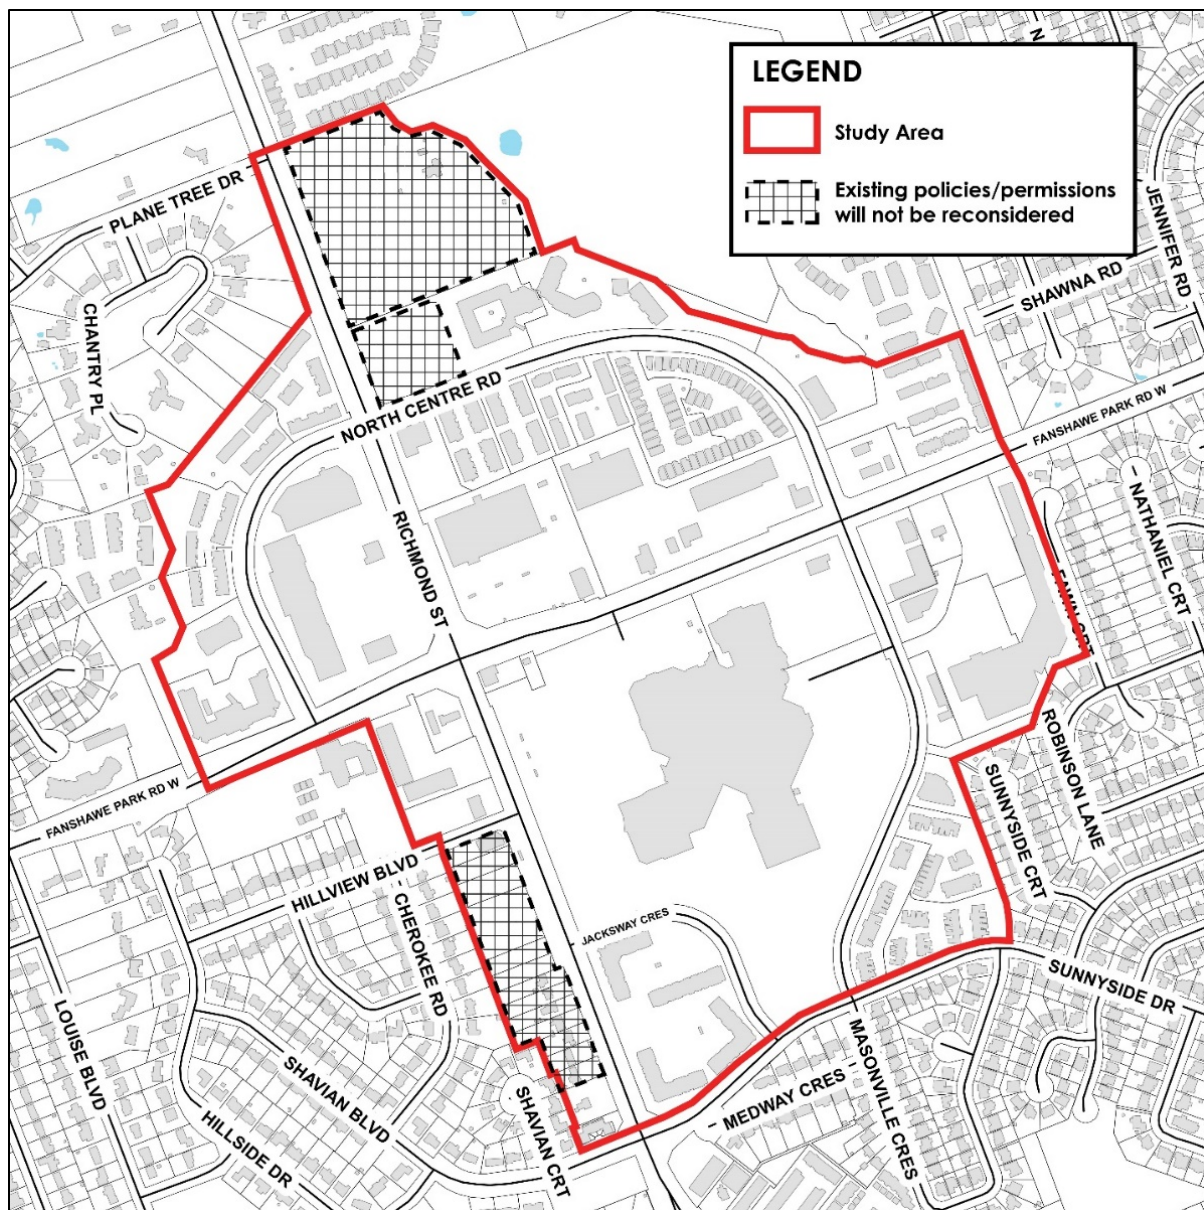 N
LEGEND
Study Area
Existing policies/permissions
will not be reconsidered
PLANE TREE DR
JENNIFER RD
SHAWNA RD
CHANTRY PL
NORTH CENTRE RD
FANSHAWE PARK RD W
RICHMOND ST
NATHANIEL CRT
FAWN CRT
ROBINSON LANE
FANSHAWE PARK RD W
SUNNYSIDE CRT
HILLVIEW BLVD
CHEROKEE RD
JACKSWAY CRES
SUNNYSIDE DR
LOUISE BLVD
SHAVIAN BLVD
HILLSIDE DR
SHAVIAN CRT
MEDWAY CRES
MASONVILLE CRES